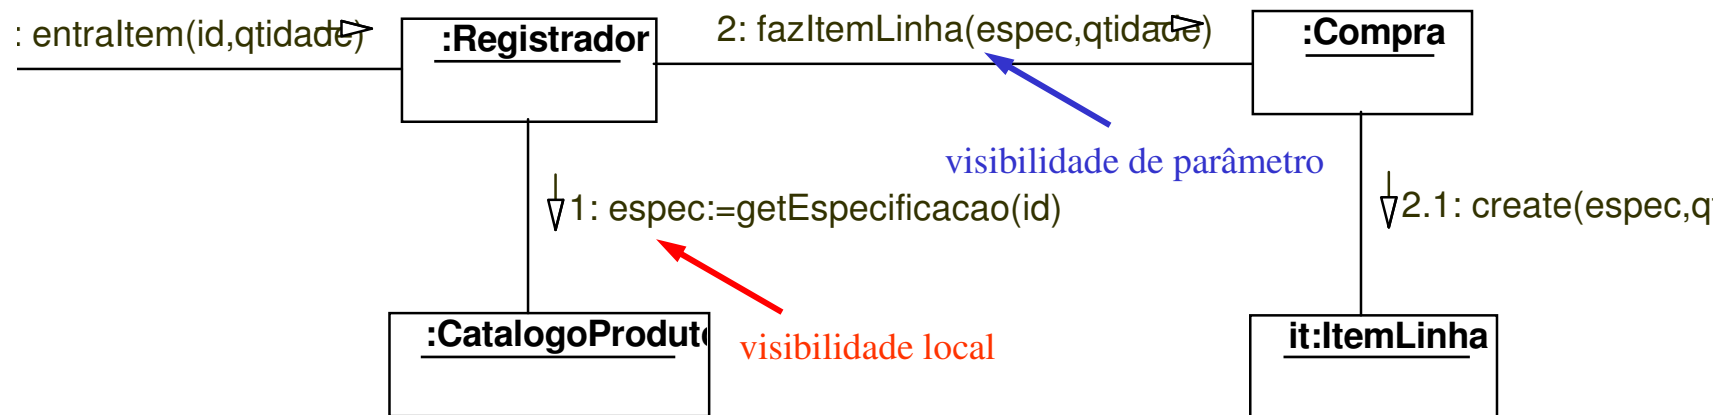 : entraItem(id,qtidade)
:Registrador
2: fazItemLinha(espec,qtidade)
:Compra
visibilidade de parâmetro
1: espec:=getEspecificacao(id)
2.1: create(espec,q
:CatalogoProdut
visibilidade local
it:ItemLinha